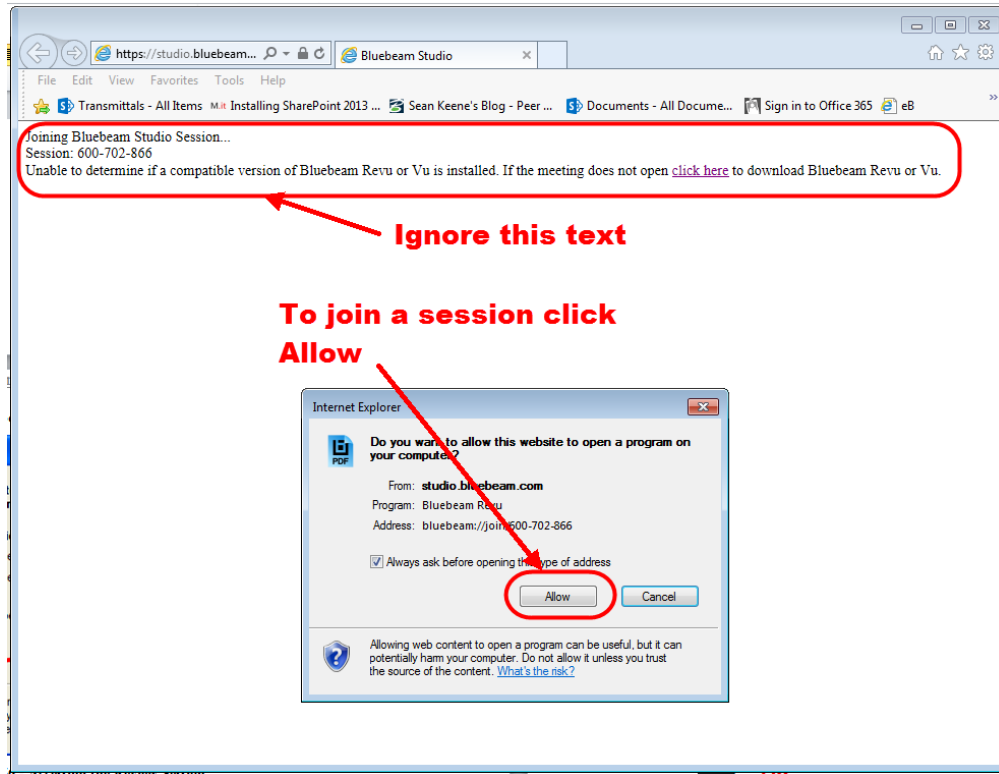 https://studio.bluebeam... Bluebeam Studio
File Edit View Favorites Tools Help
Transmittals - All Items M.it Installing SharePoint 2013 ... Sean Keene's Blog - Peer ... Documents - All Docume... Sign in to Office 365 eB
Joining Bluebeam Studio Session...
Session: 600-702-866
Unable to determine if a compatible version of Bluebeam Revu or Vu is installed. If the meeting does not open click here to download Bluebeam Revu or Vu.
Ignore this text
To join a session click
Allow
Internet Explorer
Do you want to allow this website to open a program on
your computer?
PDF
From: studio.bluebeam.com
Program: Bluebeam Revu
Address: bluebeam://join/600-702-866
Always ask before opening this type of address
Allow Cancel
Allowing web content to open a program can be useful, but it can
potentially harm your computer. Do not allow it unless you trust
the source of the content. What's the risk?